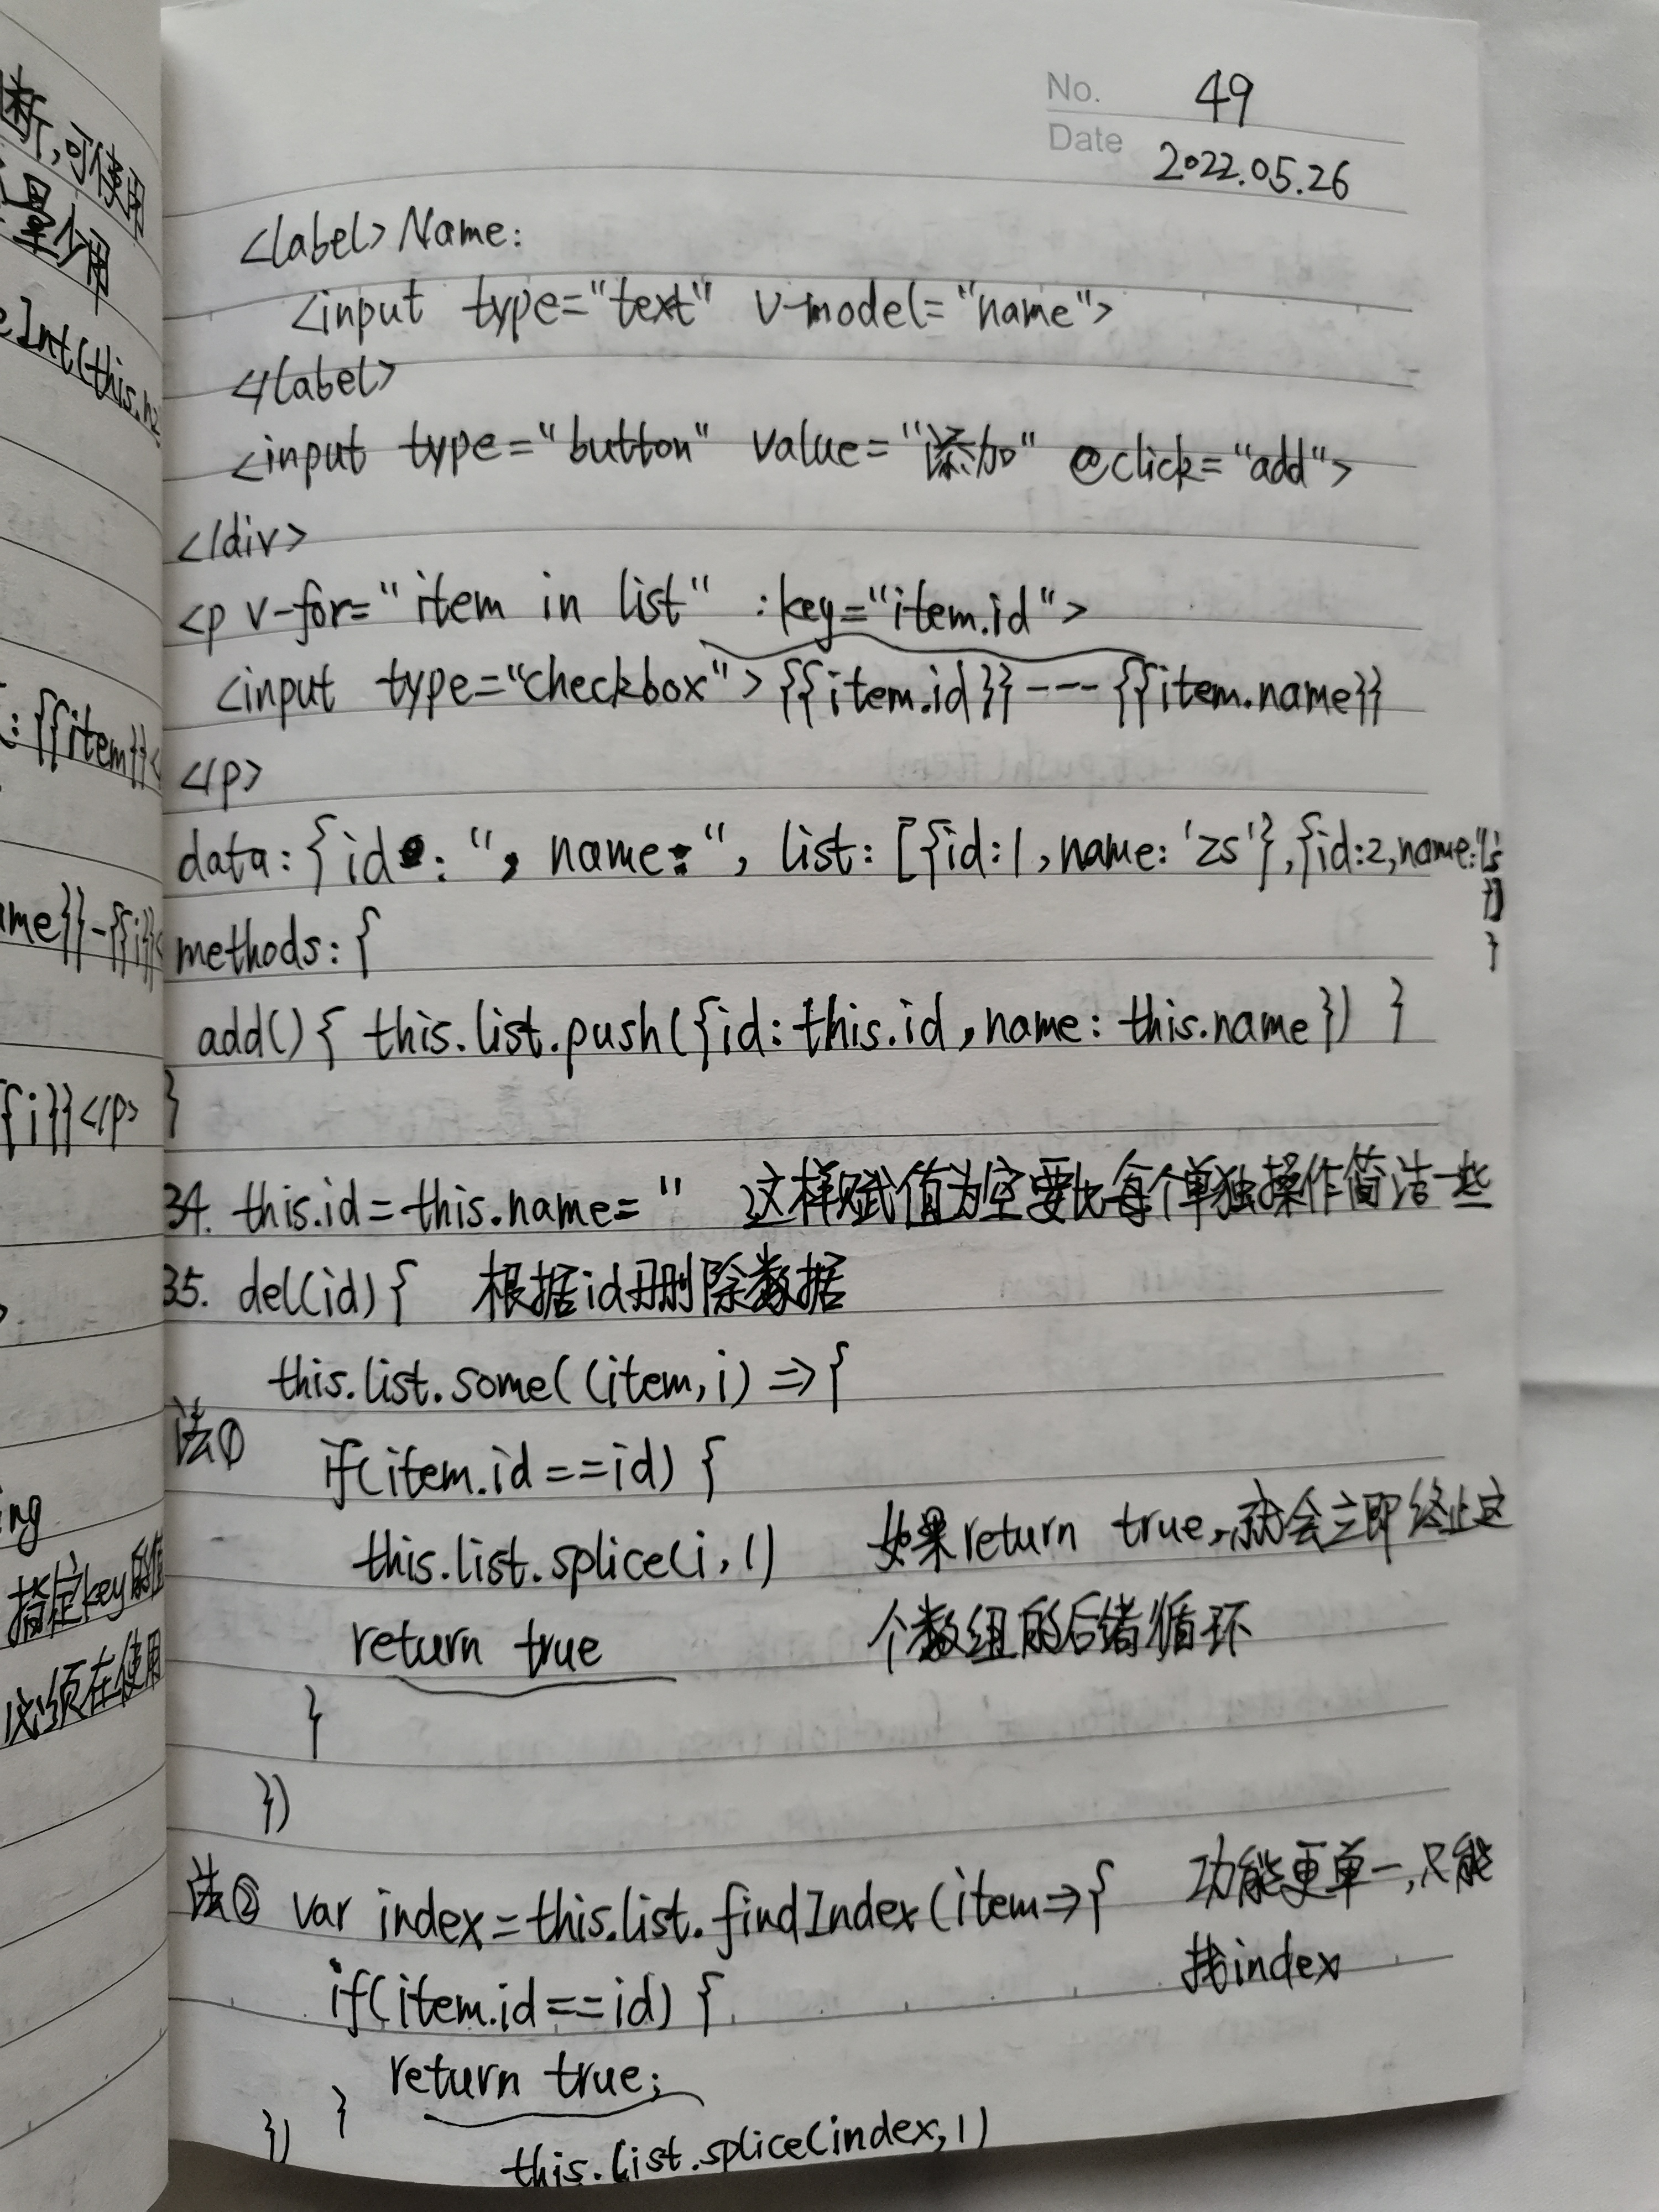 断,可使用
量个用
eInt(this.n
: {{item}}<
ame}}-{{i}}<
{i}}</p>
ing
指定key的值
必须在使用
No. 49
Date 2022.05.26
<label>Name:
<input type="text" v-model="name">
</label>
<input type="button" value="添加" @click="add">
</div>
<p v-for="item in list" :key="item.id">
<input type="checkbox">{{item.id}}---{{item.name}}
</p>
data: {id: '', name: '', list: [{id:1,name: 'zs'},{id:2,name:'ls'
}]
}
methods: {
add(){ this.list.push({id: this.id, name: this.name}) }
}
34. this.id=this.name='' 这样赋值为空要比每个单独操作简洁一些
35. del(id){ 根据id删除数据
this.list.some((item,i)=>{
法①
if(item.id==id) {
this.list.splice(i,1) 如果return true,就会立即终止这
return true 个数组的后续循环
}
})
法② var index=this.list.findIndex(item=>{ 功能更单一,只能
if(item.id==id) { 找index
return true;
}) }
this.list.splice(index,1)